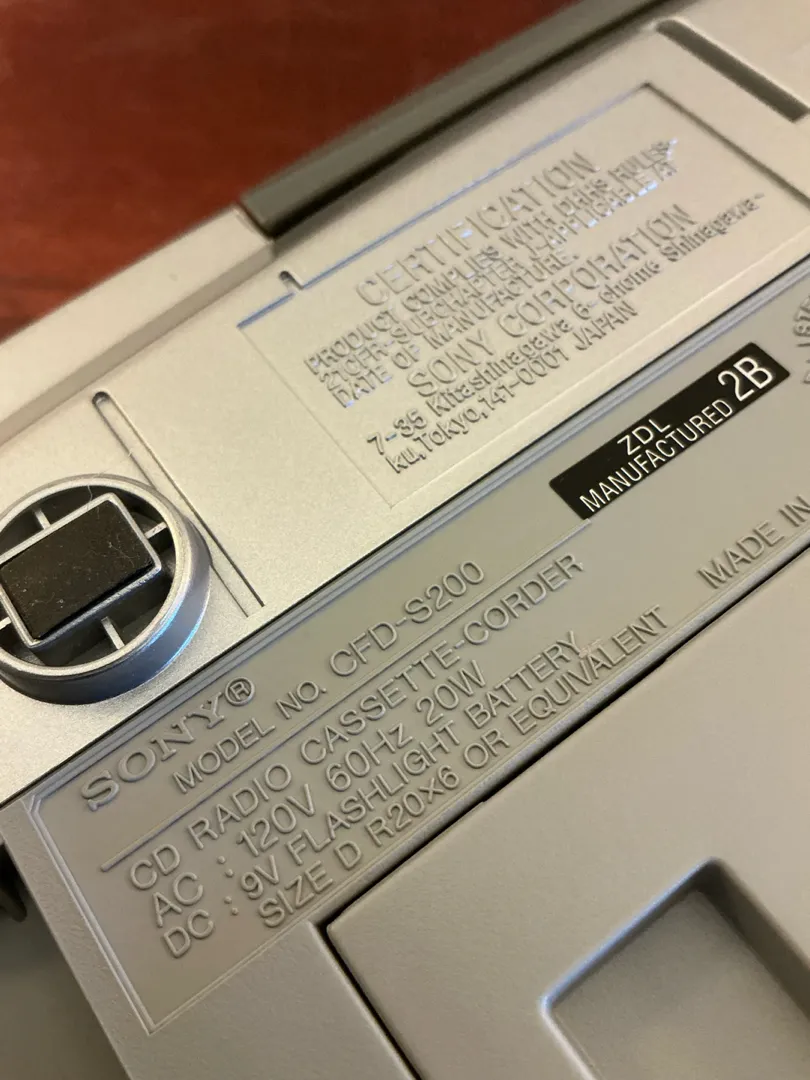 CERTIFICATION
PRODUCT COMPLIES WITH DHHS RULES-
21CFR-SUBCHAPTER J-APPLICABLE AT
DATE OF MANUFACTURE.
SONY CORPORATION
7-35 Kitashinagawa 6-chome Shinagawa-
ku,Tokyo,141-0001 JAPAN
ZDL
MANUFACTURED 2B
SONY®
MODEL NO. CFD-S200
CD RADIO CASSETTE-CORDER
AC : 120V 60Hz 20W
DC : 9V FLASHLIGHT BATTERY
SIZE D R20×6 OR EQUIVALENT
MADE IN